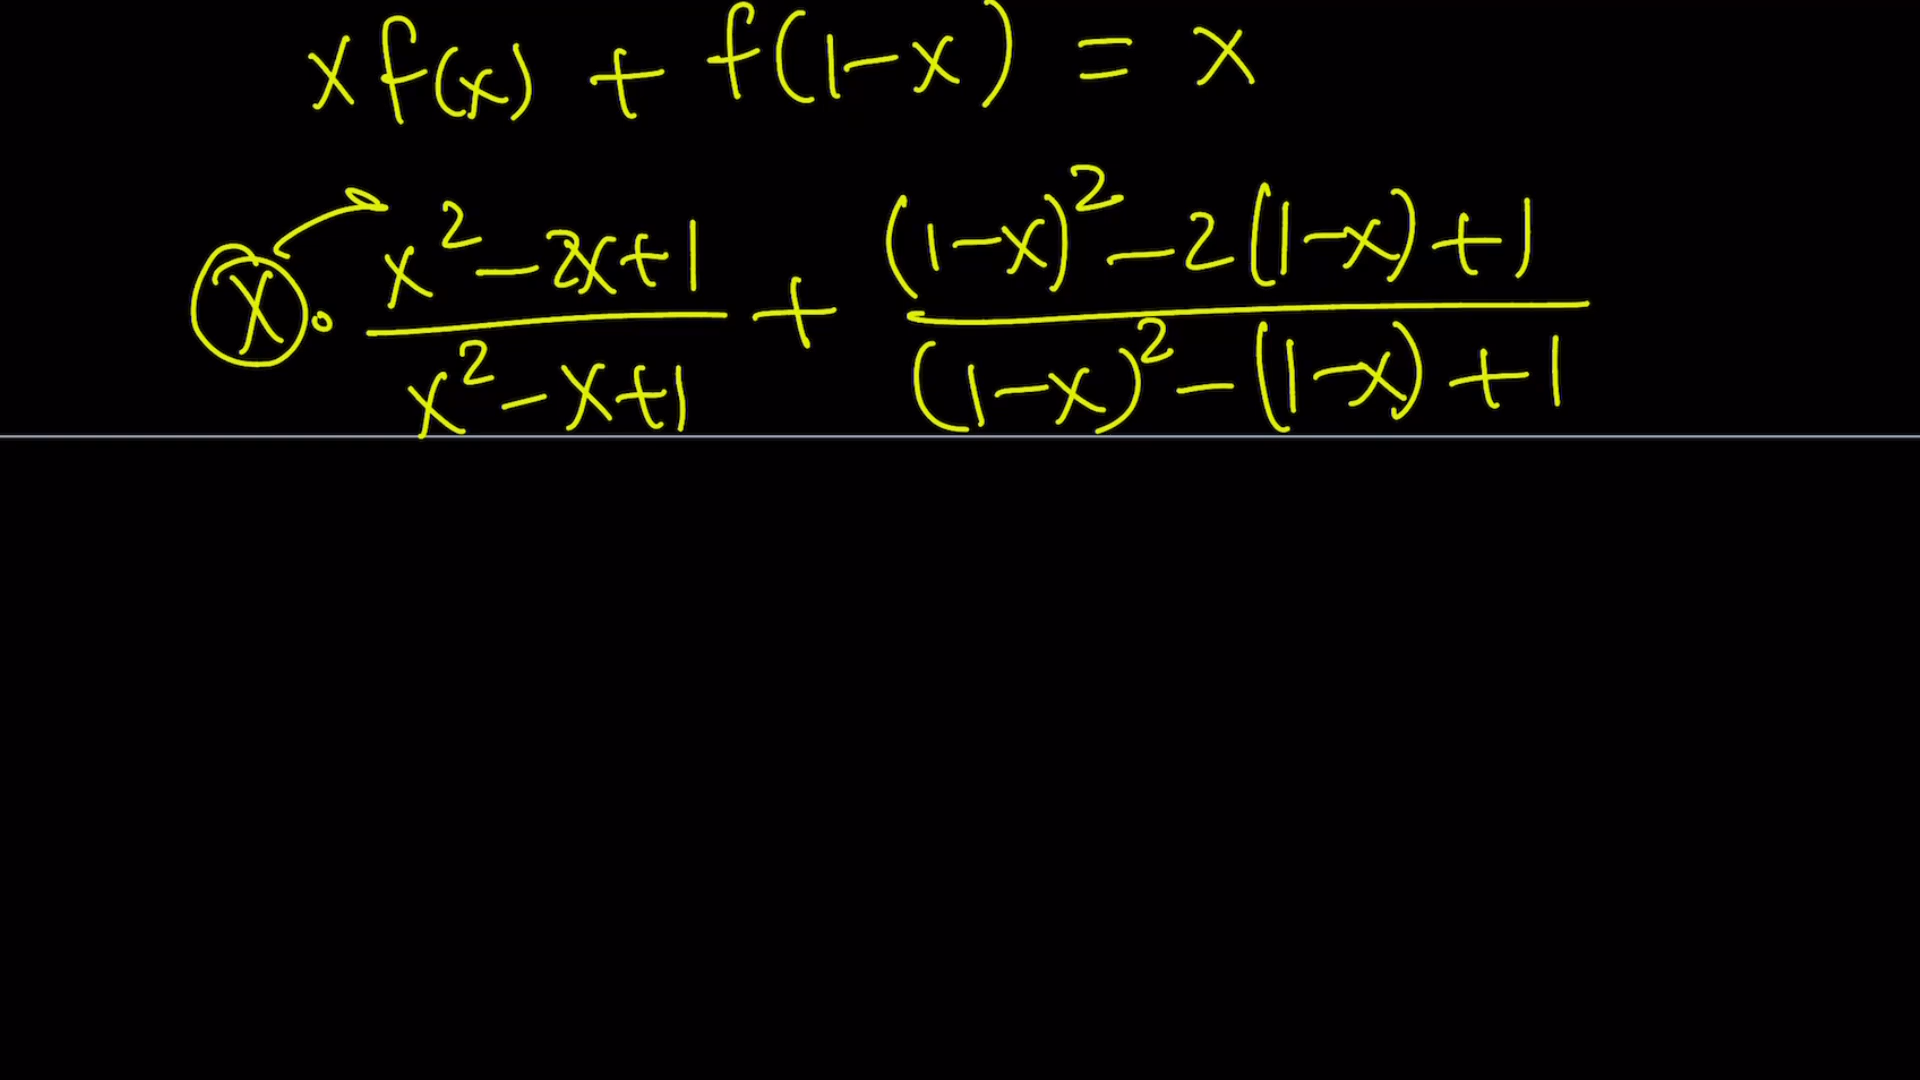 x f(x) + f(1-x) = x
x · (x² - 2x + 1)/(x² - x + 1) + ((1-x)² - 2(1-x) + 1)/((1-x)² - (1-x) + 1)